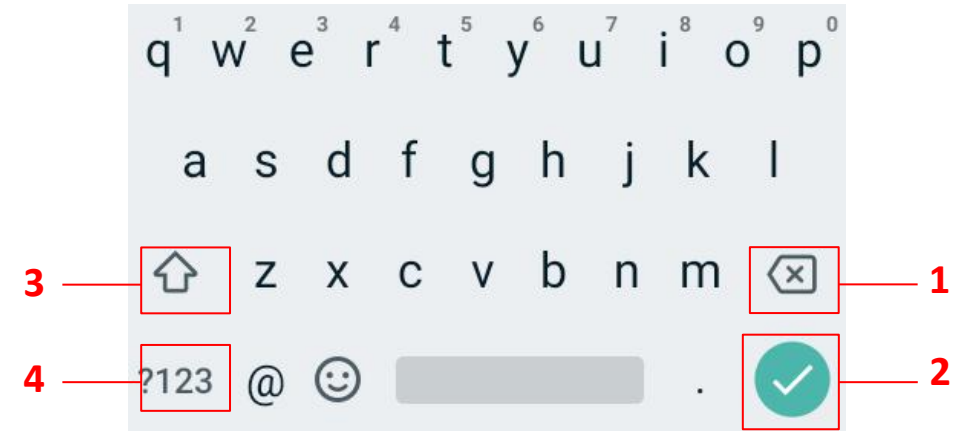 1 2 3 4 5 6 7 8 9 0
q w e r t y u i o p
a s d f g h j k l
3 z x c v b n m 1
4 ?123 @ . 2